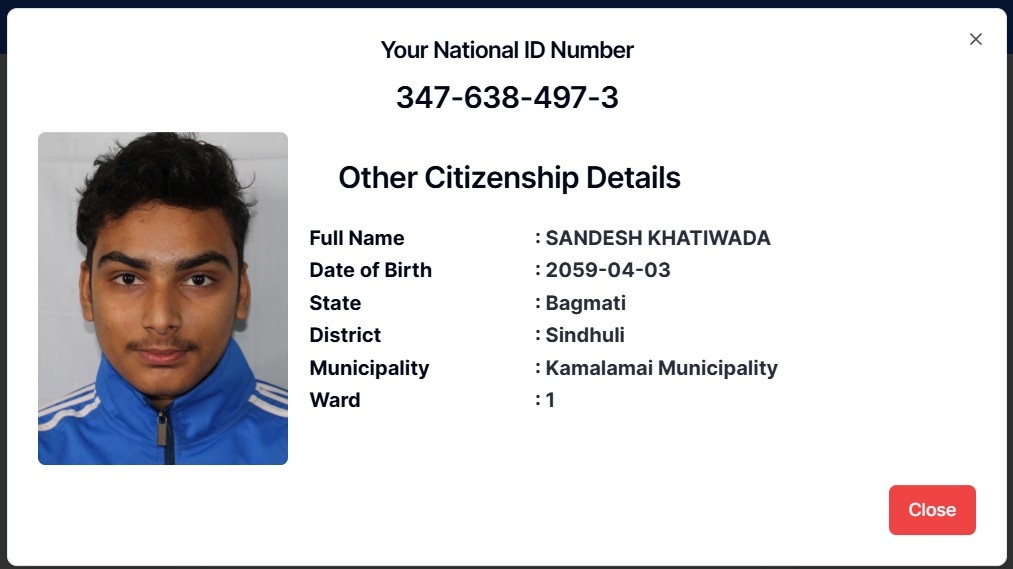 Your National ID Number
347-638-497-3
Other Citizenship Details
Full Name : SANDESH KHATIWADA
Date of Birth : 2059-04-03
State : Bagmati
District : Sindhuli
Municipality : Kamalamai Municipality
Ward : 1
Close